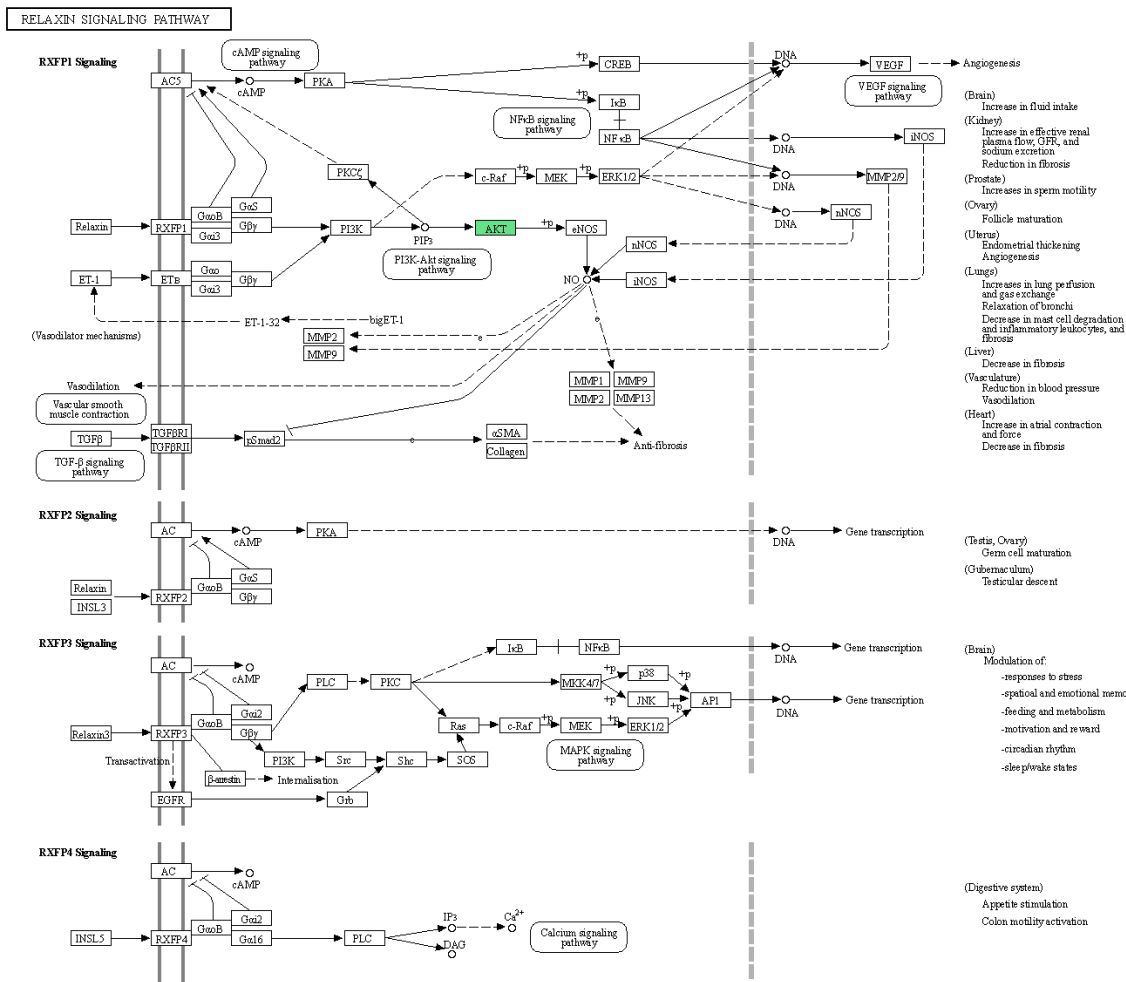 RELAXIN SIGNALING PATHWAY
RXFP1 Signaling
cAMP signaling
pathway
AC5
cAMP
PKA
+p
CREB
DNA
VEGF
Angiogenesis
VEGF signaling
pathway
+p
IκB
NFκB signaling
pathway
NFκB
DNA
iNOS
PKCζ
c-Raf
+p
MEK
+p
ERK1/2
DNA
MMP2/9
Relaxin
RXFP1
GαoB
GαS
Gαi3
Gβγ
PI3K
PIP3
AKT
+p
eNOS
DNA
nNOS
PI3K-Akt signaling
pathway
nNOS
ET-1
ETB
Gαo
Gαi3
Gβγ
NO
iNOS
ET-1-32
bigET-1
(Vasodilator mechanisms)
MMP2
MMP9
e
e
MMP1
MMP9
MMP2
MMP13
Vasodilation
Vascular smooth
muscle contraction
TGFβ
TGFβRI
TGFβRII
pSmad2
e
αSMA
Collagen
Anti-fibrosis
TGF-β signaling
pathway
(Brain)
Increase in fluid intake
(Kidney)
Increase in effective renal
plasma flow, GFR, and
sodium excretion
Reduction in fibrosis
(Prostate)
Increases in sperm motility
(Ovary)
Follicle maturation
(Uterus)
Endometrial thickening
Angiogenesis
(Lungs)
Increases in lung perfusion
and gas exchange
Relaxation of bronchi
Decrease in mast cell degradation
and inflammatory leukocytes, and
fibrosis
(Liver)
Decrease in fibrosis
(Vasculature)
Reduction in blood pressure
Vasodilation
(Heart)
Increase in atrial contraction
and force
Decrease in fibrosis
RXFP2 Signaling
AC
cAMP
PKA
DNA
Gene transcription
Relaxin
INSL3
RXFP2
GαoB
GαS
Gβγ
(Testis, Ovary)
Germ cell maturation
(Gubernaculum)
Testicular descent
RXFP3 Signaling
AC
cAMP
PLC
PKC
IκB
NFκB
DNA
Gene transcription
MKK4/7
+p
p38
+p
+p
JNK
AP1
DNA
Gene transcription
Relaxin3
RXFP3
GαoB
Gαi2
Gβγ
Ras
c-Raf
+p
MEK
+p
ERK1/2
+p
MAPK signaling
pathway
PI3K
Src
Shc
SOS
Transactivation
β-arrestin
Internalisation
EGFR
Grb
(Brain)
Modulation of:
-responses to stress
-spatioal and emotional memo
-feeding and metabolism
-motivation and reward
-circadian rhythm
-sleep/wake states
RXFP4 Signaling
AC
cAMP
INSL5
RXFP4
GαoB
Gαi2
Gα16
PLC
IP3
Ca2+
DAG
Calcium signaling
pathway
(Digestive system)
Appetite stimulation
Colon motility activation